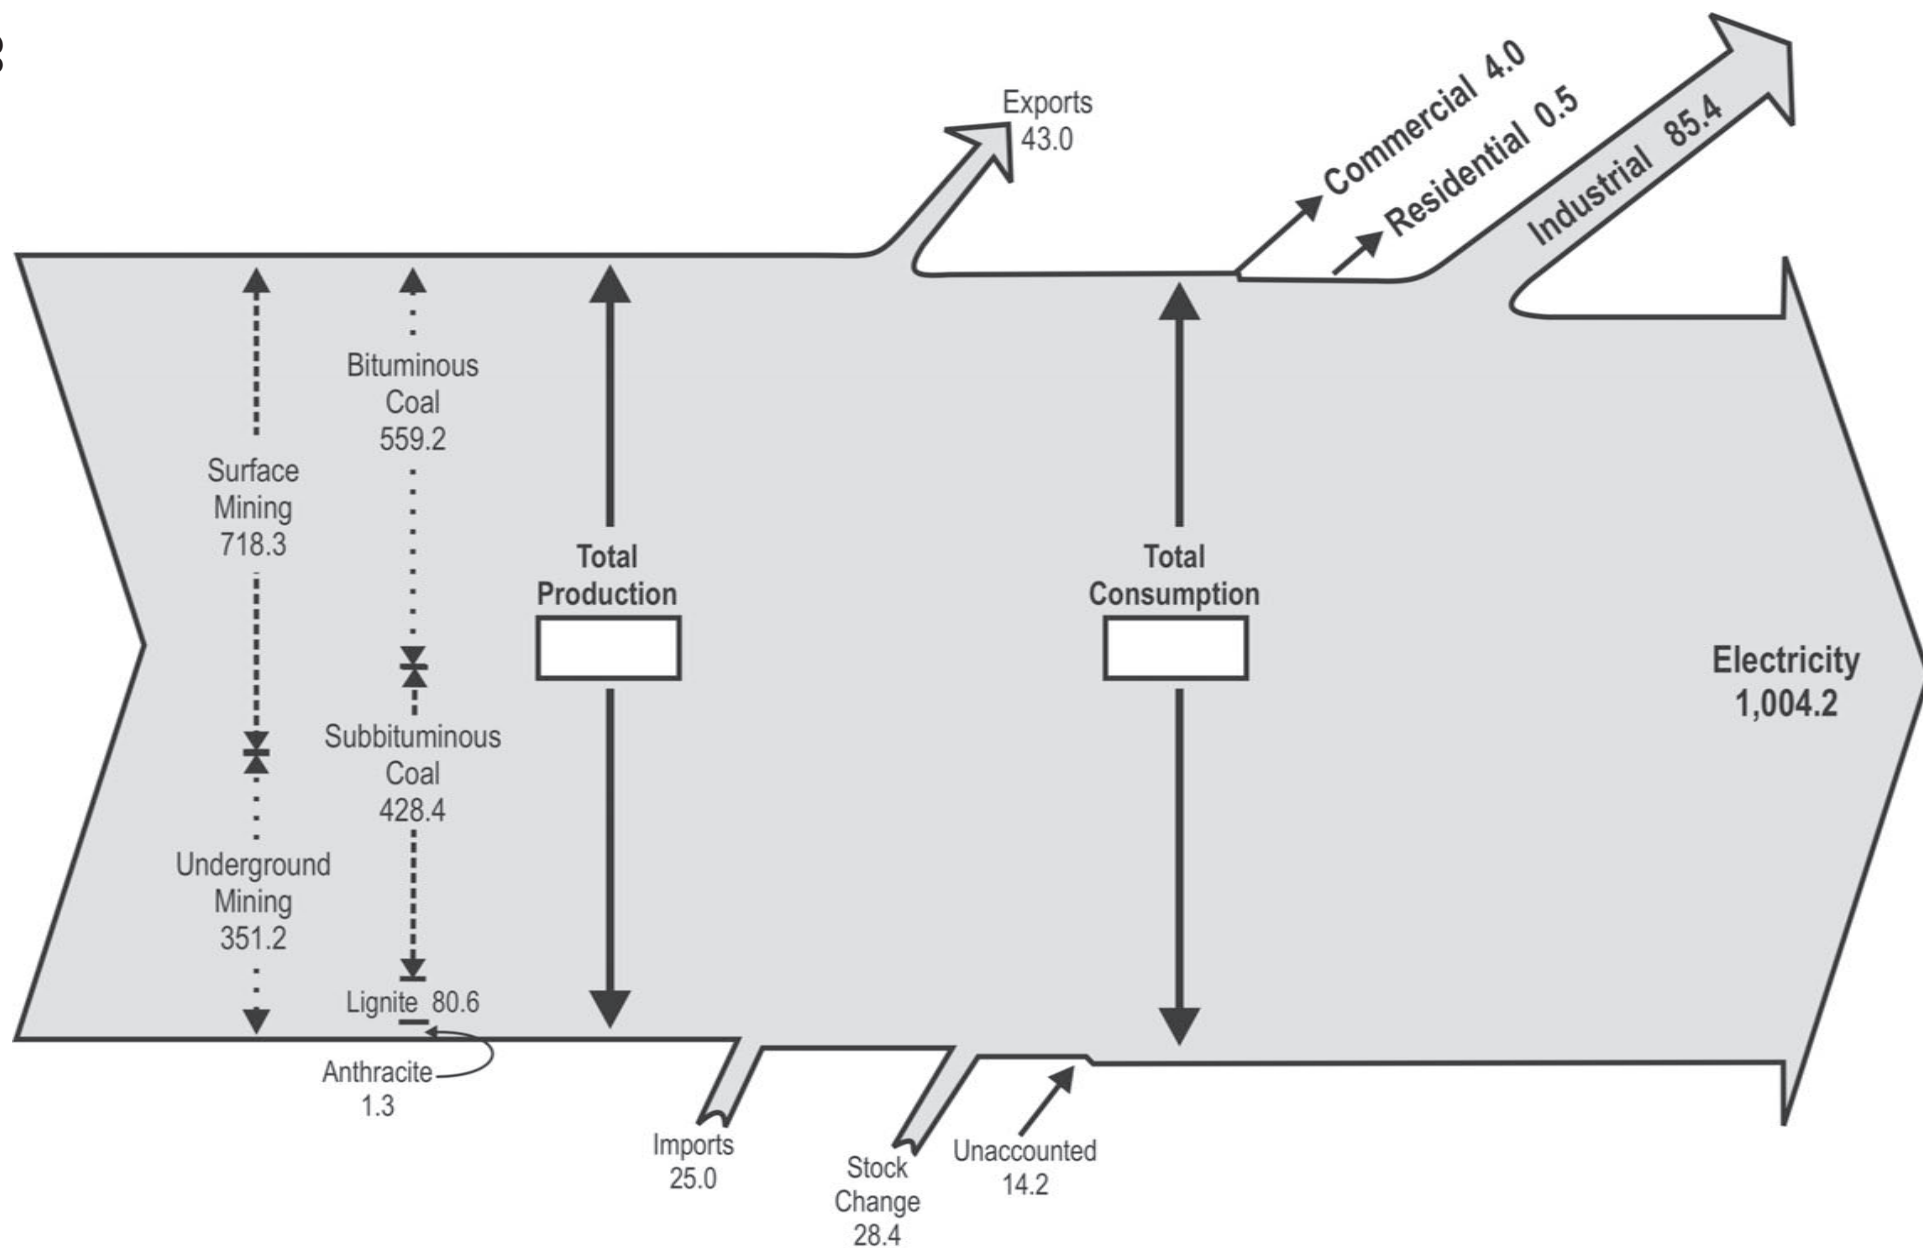 Exports
43.0
Commercial 4.0
Residential 0.5
Industrial 85.4
Bituminous
Coal
559.2
Surface
Mining
718.3
Total
Production
Total
Consumption
Electricity
1,004.2
Subbituminous
Coal
428.4
Underground
Mining
351.2
Lignite 80.6
Anthracite
1.3
Imports
25.0
Stock
Change
28.4
Unaccounted
14.2